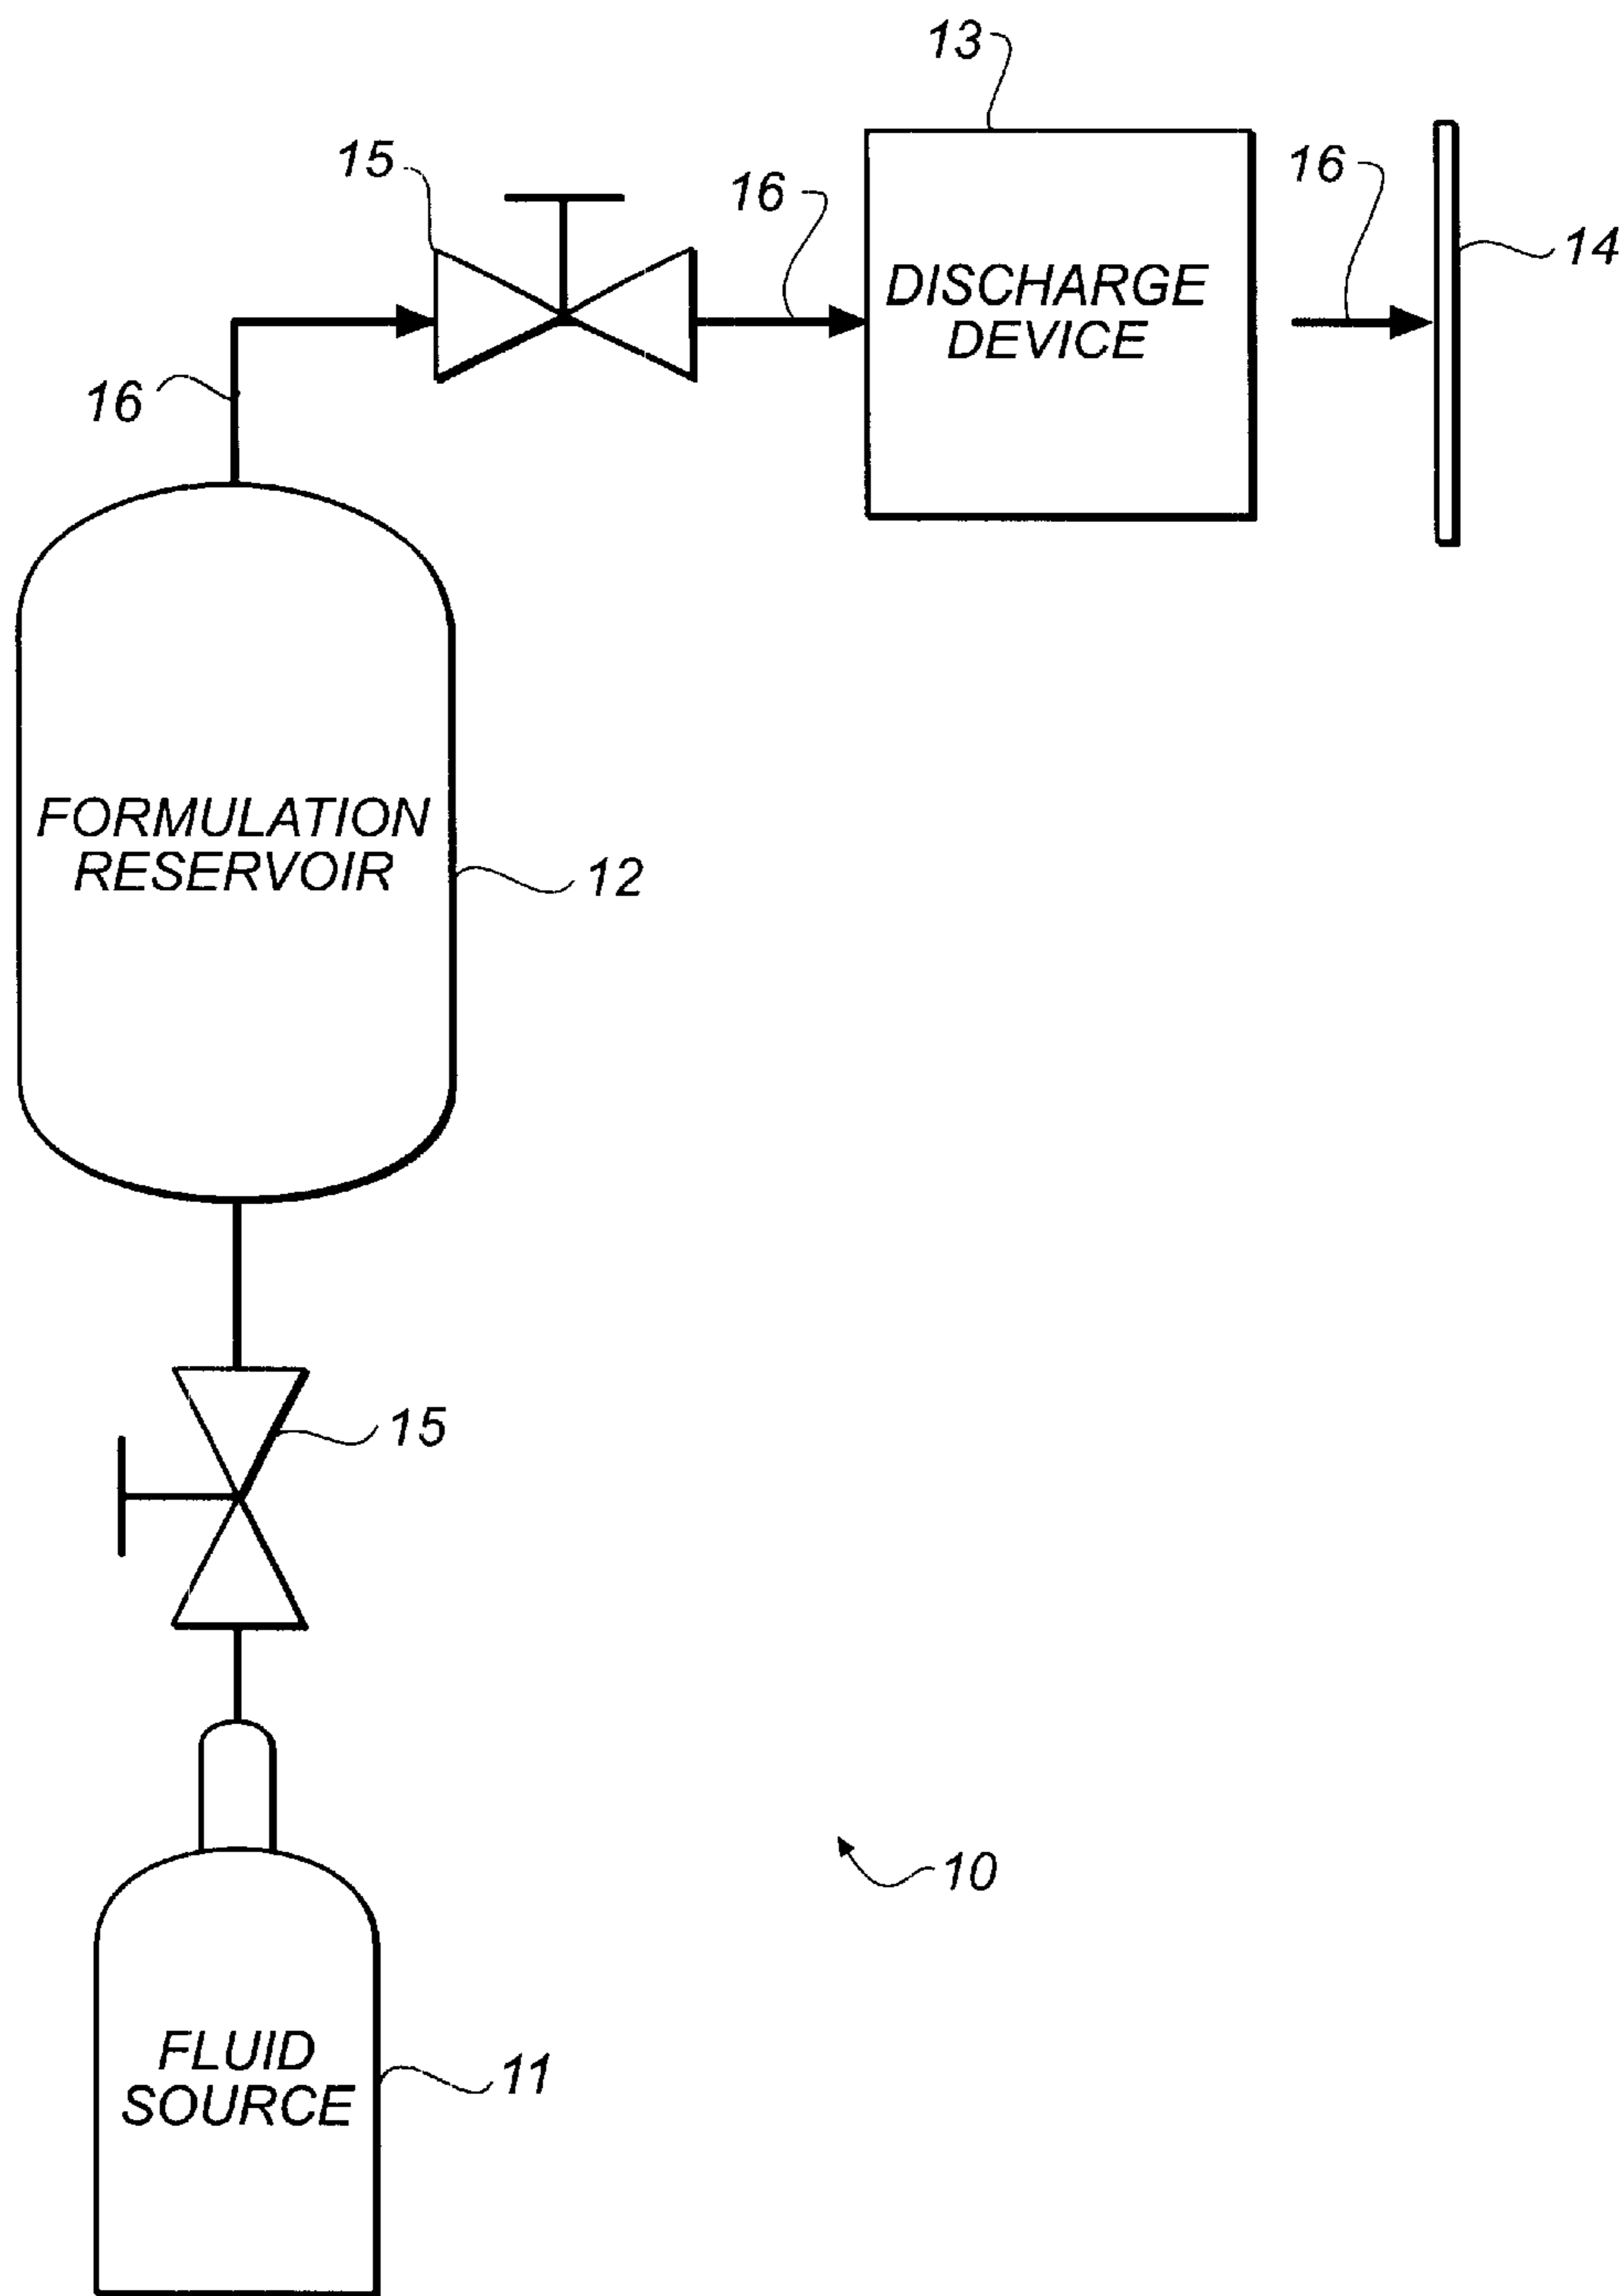 13
15
16
16
14
DISCHARGE
DEVICE
16
FORMULATION
RESERVOIR
12
15
10
FLUID
SOURCE
11